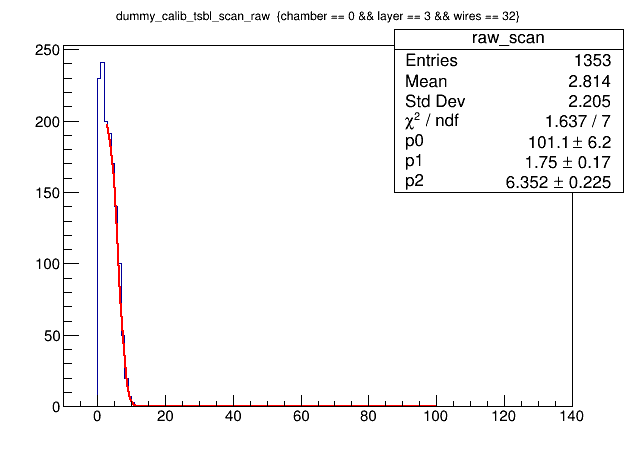 dummy_calib_tsbl_scan_raw {chamber == 0 && layer == 3 && wires == 32}
raw_scan
Entries 1353
Mean 2.814
Std Dev 2.205
χ² / ndf 1.637 / 7
p0 101.1 ± 6.2
p1 1.75 ± 0.17
p2 6.352 ± 0.225
250
200
150
100
50
0
0 20 40 60 80 100 120 140